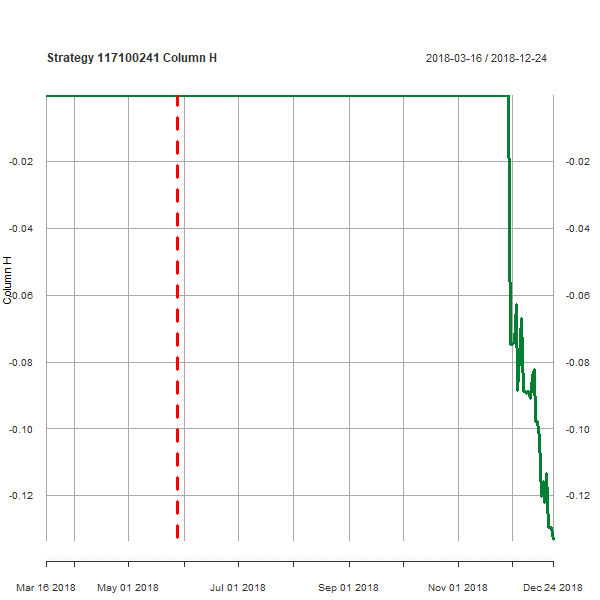 Strategy 117100241 Column H
2018-03-16 / 2018-12-24
-0.02 -0.02
-0.04 -0.04
-0.06 -0.06
Column H
-0.08 -0.08
-0.10 -0.10
-0.12 -0.12
Mar 16 2018 May 01 2018 Jul 01 2018 Sep 01 2018 Nov 01 2018 Dec 24 2018